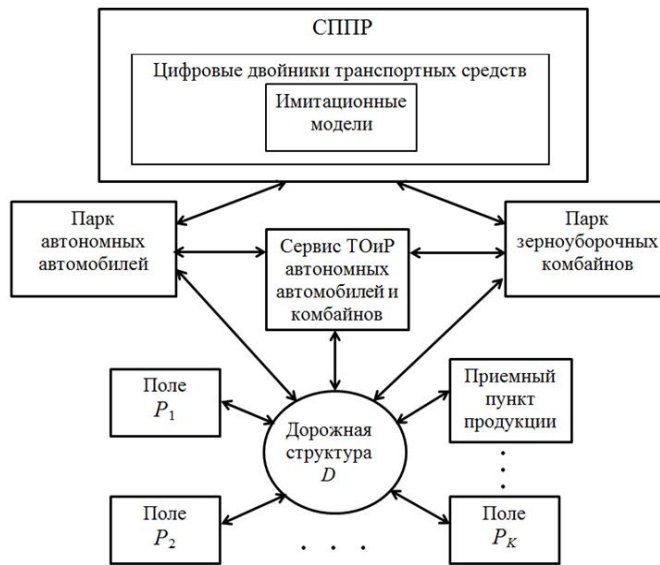 СППР
Цифровые двойники транспортных средств
Имитационные
модели
Парк
автономных
автомобилей
Сервис ТОиР
автономных
автомобилей и
комбайнов
Парк
зерноуборочных
комбайнов
Поле
P1
Дорожная
структура
D
Приемный
пункт
продукции
Поле
P2
. . .
Поле
PK